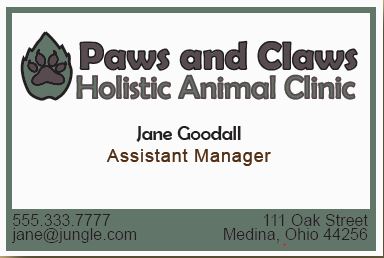 Paws and Claws
Holistic Animal Clinic
Jane Goodall
Assistant Manager
555.333.7777
jane@jungle.com
111 Oak Street
Medina, Ohio 44256